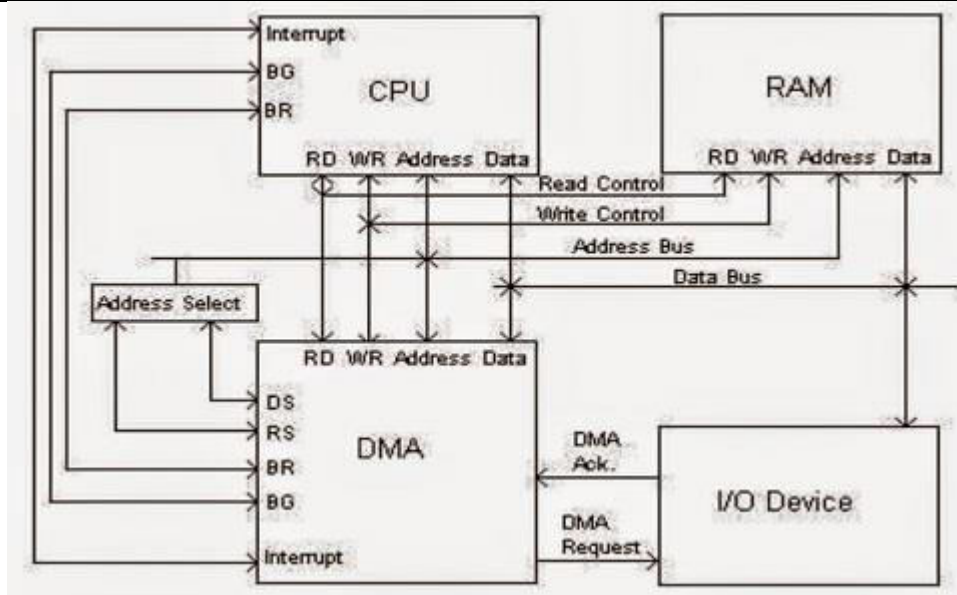 Interrupt
BG
BR
CPU
RD WR Address Data
RAM
RD WR Address Data
Read Control
Write Control
Address Bus
Data Bus
Address Select
RD WR Address Data
DS
RS
BR
BG
Interrupt
DMA
DMA
Ack.
DMA
Request
I/O Device